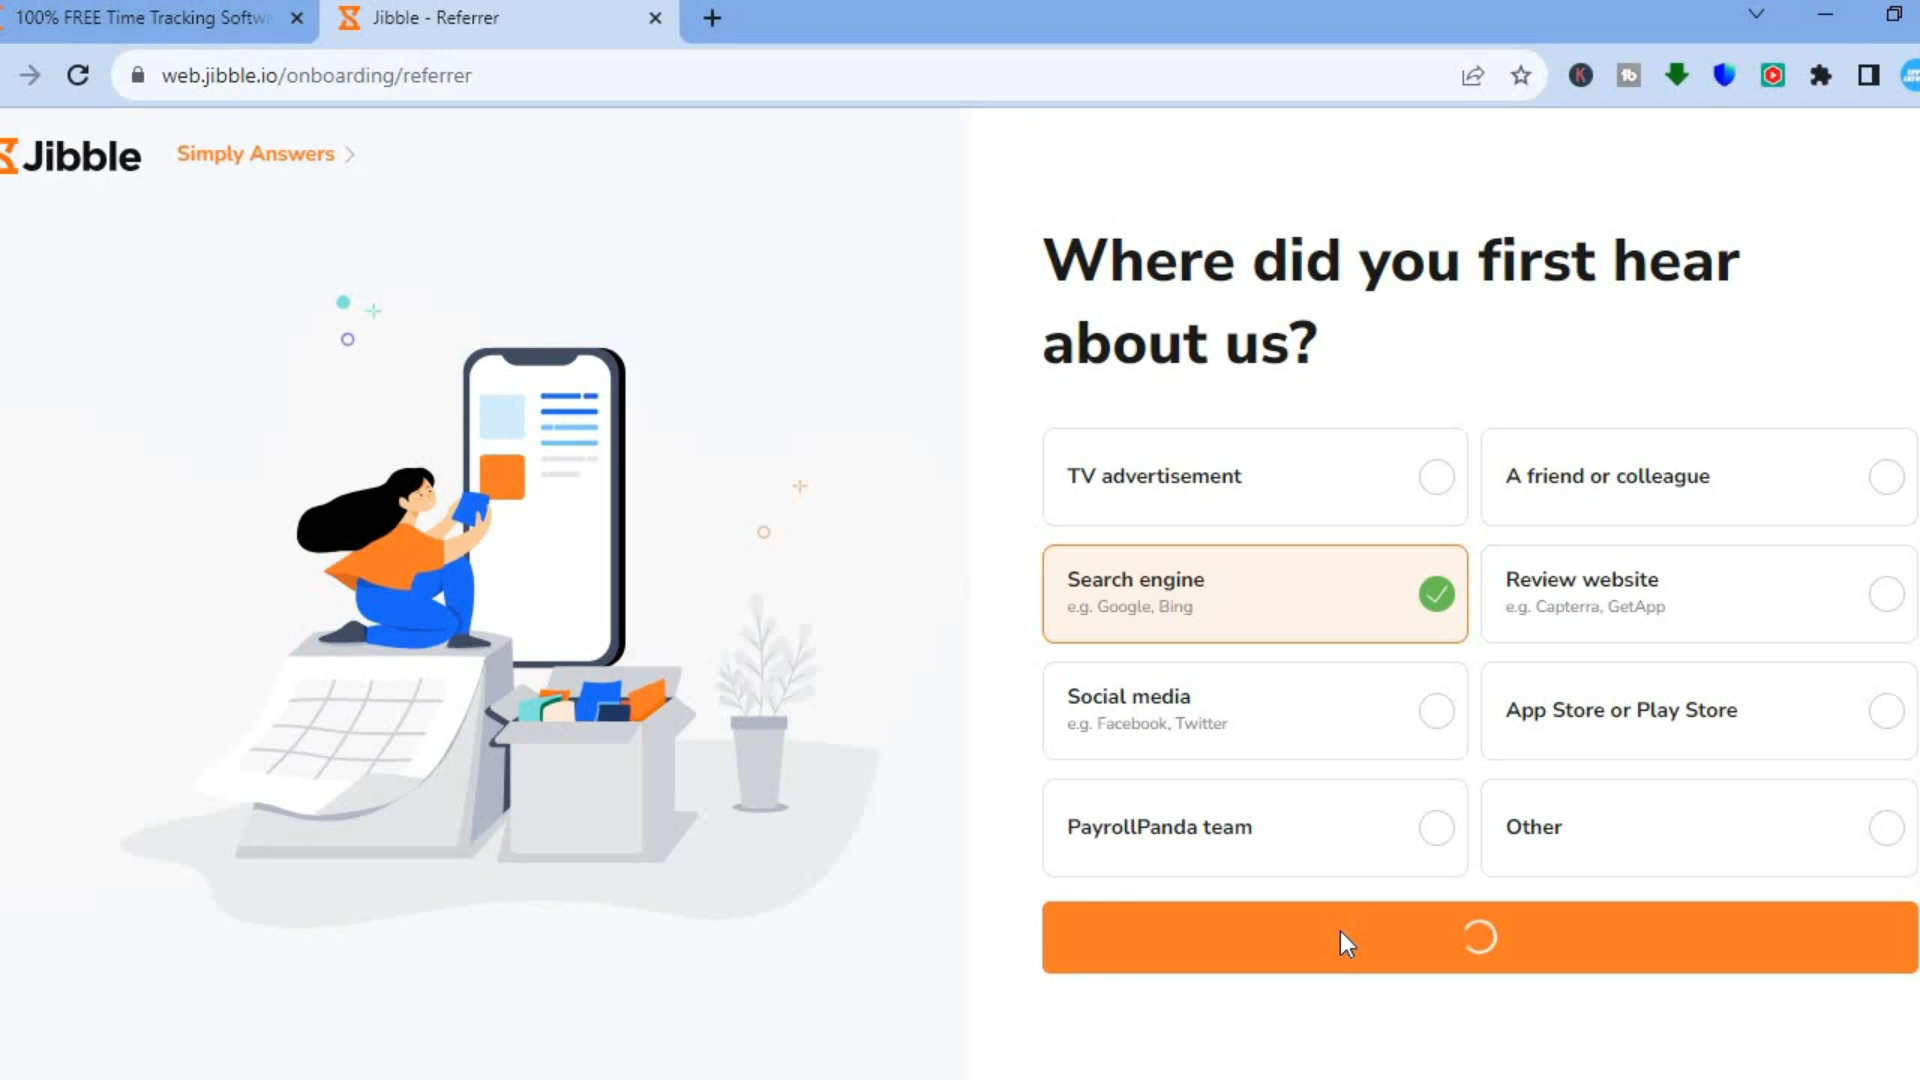 100% FREE Time Tracking Softw
Jibble - Referrer
web.jibble.io/onboarding/referrer
Jibble
Simply Answers
Where did you first hear
about us?
TV advertisement
A friend or colleague
Search engine
e.g. Google, Bing
Review website
e.g. Capterra, GetApp
Social media
e.g. Facebook, Twitter
App Store or Play Store
PayrollPanda team
Other